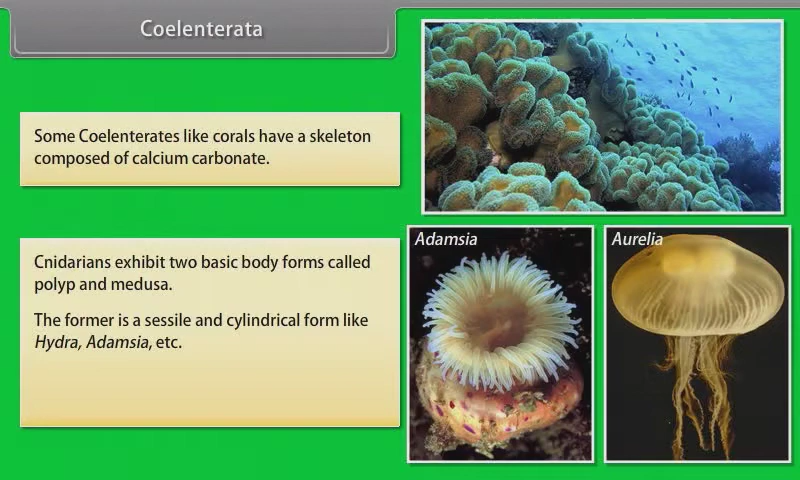 Coelenterata
Some Coelenterates like corals have a skeleton
composed of calcium carbonate.
Cnidarians exhibit two basic body forms called
polyp and medusa.
The former is a sessile and cylindrical form like
Hydra, Adamsia, etc.
Adamsia
Aurelia